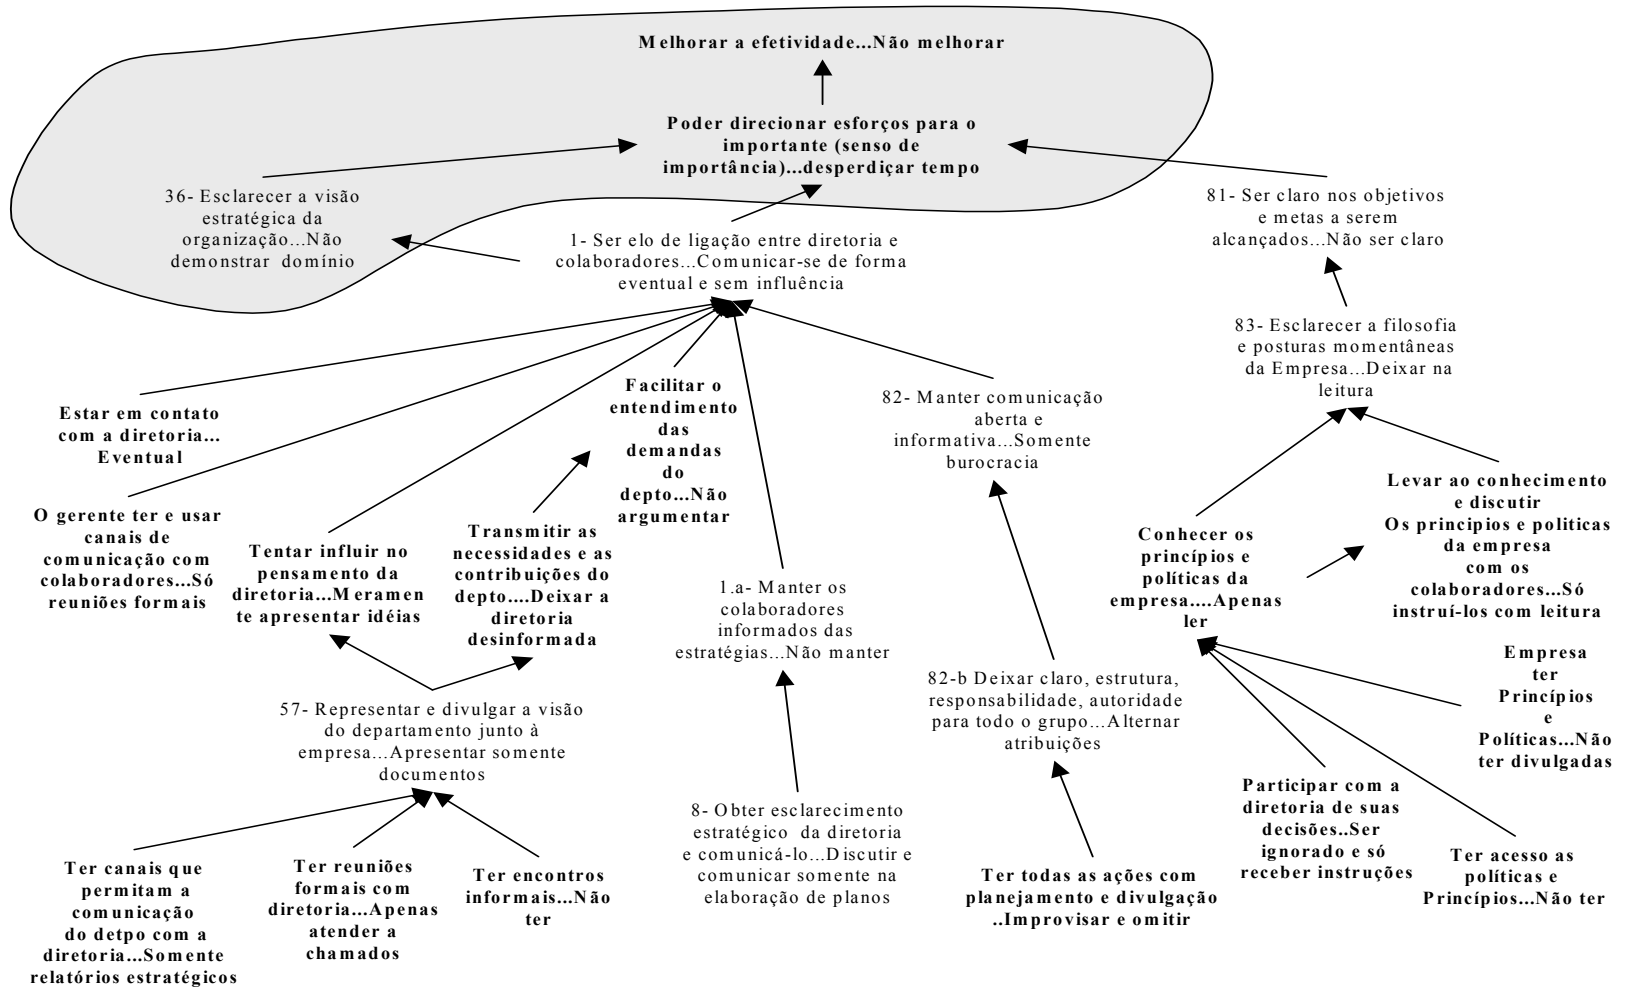 Melhorar a efetividade...Não melhorar
Poder direcionar esforços para o
importante (senso de
importância)...desperdiçar tempo
36- Esclarecer a visão
estratégica da
organização...Não
demonstrar domínio
1- Ser elo de ligação entre diretoria e
colaboradores...Comunicar-se de forma
eventual e sem influência
81- Ser claro nos objetivos
e metas a serem
alcançados...Não ser claro
83- Esclarecer a filosofia
e posturas momentâneas
da Empresa...Deixar na
leitura
Estar em contato
com a diretoria...
Eventual
O gerente ter e usar
canais de
comunicação com
colaboradores...Só
reuniões formais
Tentar influir no
pensamento da
diretoria...Meramen
te apresentar idéias
Transmitir as
necessidades e as
contribuições do
depto....Deixar a
diretoria
desinformada
Facilitar o
entendimento
das
demandas
do
depto...Não
argumentar
1.a- Manter os
colaboradores
informados das
estratégias...Não manter
82- Manter comunicação
aberta e
informativa...Somente
burocracia
Conhecer os
princípios e
políticas da
empresa....Apenas
ler
Levar ao conhecimento
e discutir
Os principios e politicas
da empresa
com os
colaboradores...Só
instruí-los com leitura
57- Representar e divulgar a visão
do departamento junto à
empresa...Apresentar somente
documentos
82-b Deixar claro, estrutura,
responsabilidade, autoridade
para todo o grupo...Alternar
atribuições
Empresa
ter
Princípios
e
Políticas...Não
ter divulgadas
Ter canais que
permitam a
comunicação
do detpo com a
diretoria...Somente
relatórios estratégicos
Ter reuniões
formais com
diretoria...Apenas
atender a
chamados
Ter encontros
informais...Não
ter
8- Obter esclarecimento
estratégico da diretoria
e comunicá-lo...Discutir e
comunicar somente na
elaboração de planos
Ter todas as ações com
planejamento e divulgação
..Improvisar e omitir
Participar com a
diretoria de suas
decisões..Ser
ignorado e só
receber instruções
Ter acesso as
políticas e
Princípios...Não ter